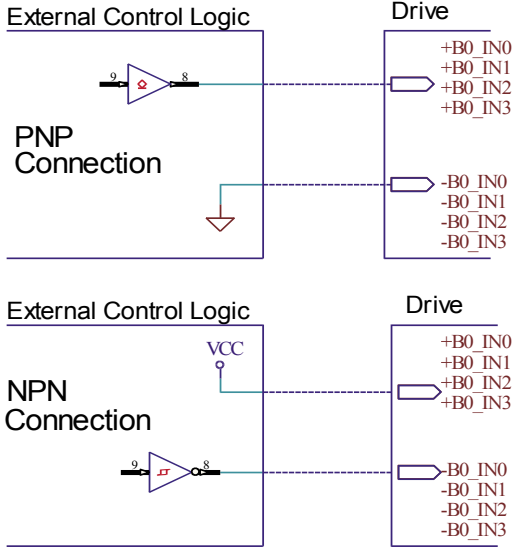 External Control Logic
Drive
+B0_IN0
+B0_IN1
+B0_IN2
+B0_IN3
9
8
PNP
Connection
-B0_IN0
-B0_IN1
-B0_IN2
-B0_IN3
External Control Logic
Drive
VCC
+B0_IN0
+B0_IN1
+B0_IN2
+B0_IN3
NPN
Connection
9
8
-B0_IN0
-B0_IN1
-B0_IN2
-B0_IN3